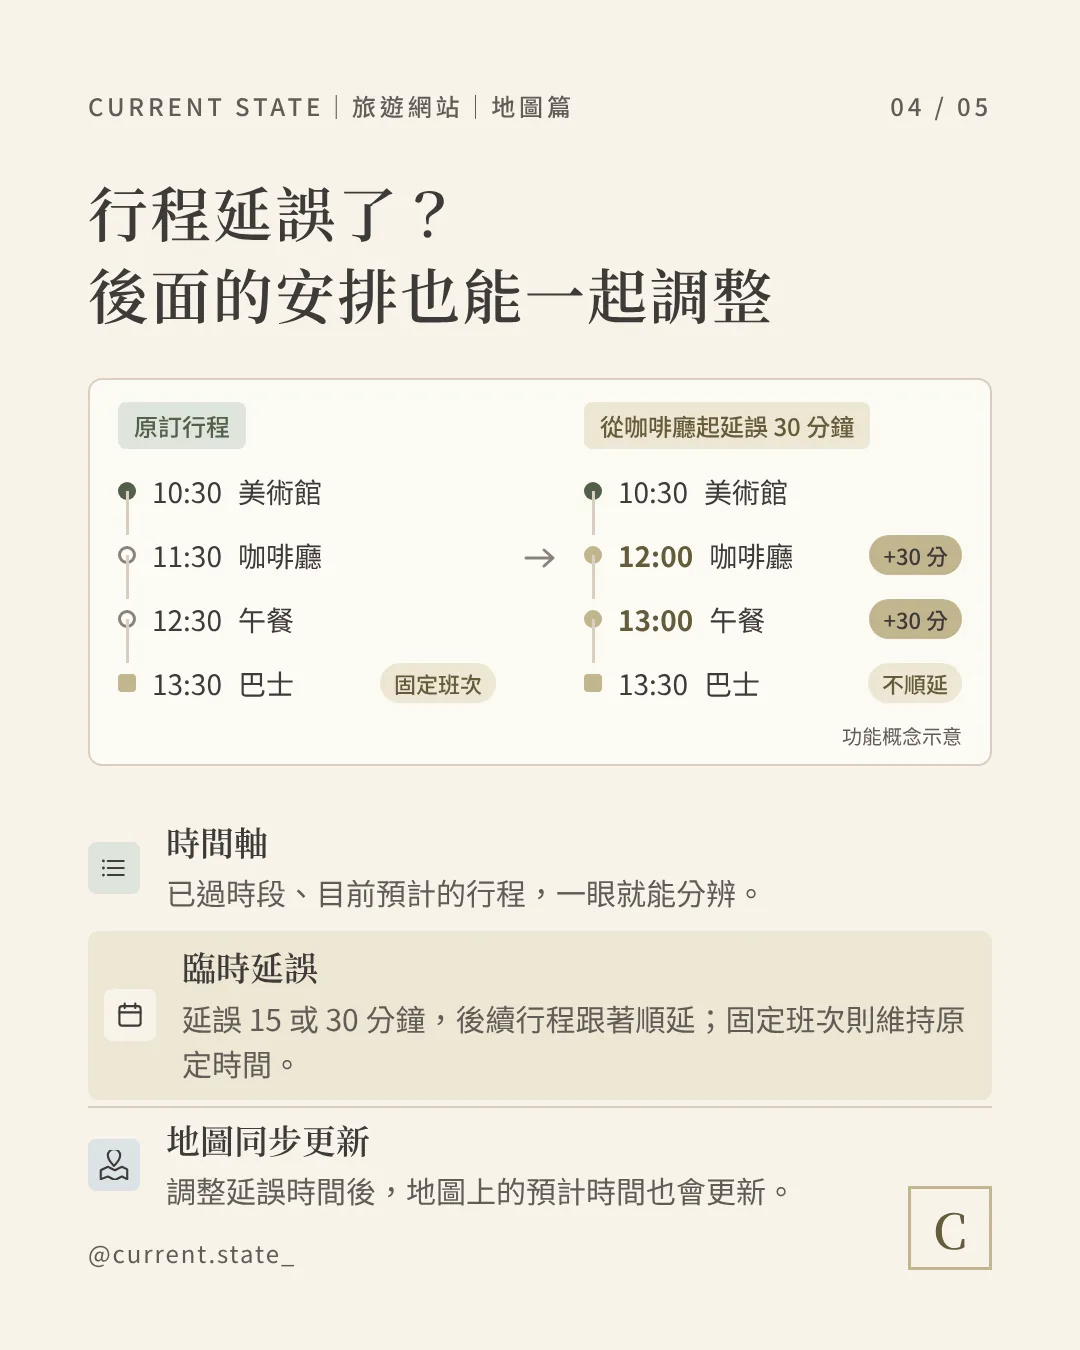 CURRENT STATE｜旅遊網站｜地圖篇
04 / 05
行程延誤了？
後面的安排也能一起調整
原訂行程
10:30 美術館
11:30 咖啡廳
12:30 午餐
13:30 巴士 固定班次
→
從咖啡廳起延誤 30 分鐘
10:30 美術館
12:00 咖啡廳 +30 分
13:00 午餐 +30 分
13:30 巴士 不順延
功能概念示意
時間軸
已過時段、目前預計的行程，一眼就能分辨。
臨時延誤
延誤 15 或 30 分鐘，後續行程跟著順延；固定班次則維持原
定時間。
地圖同步更新
調整延誤時間後，地圖上的預計時間也會更新。
@current.state_
C